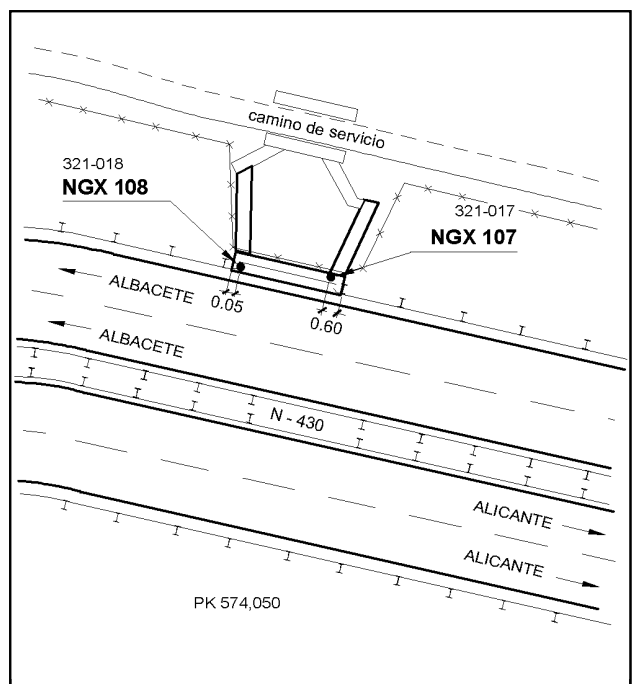 camino de servicio
321-018
NGX 108
321-017
NGX 107
ALBACETE
0.05
0.60
ALBACETE
N - 430
ALICANTE
ALICANTE
PK 574,050